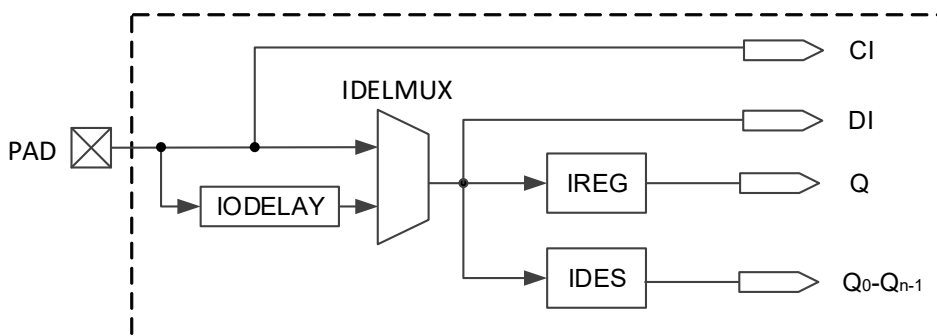 CI
IDELMUX
DI
PAD
IREG
Q
IODELAY
IDES
Q0-Qn-1